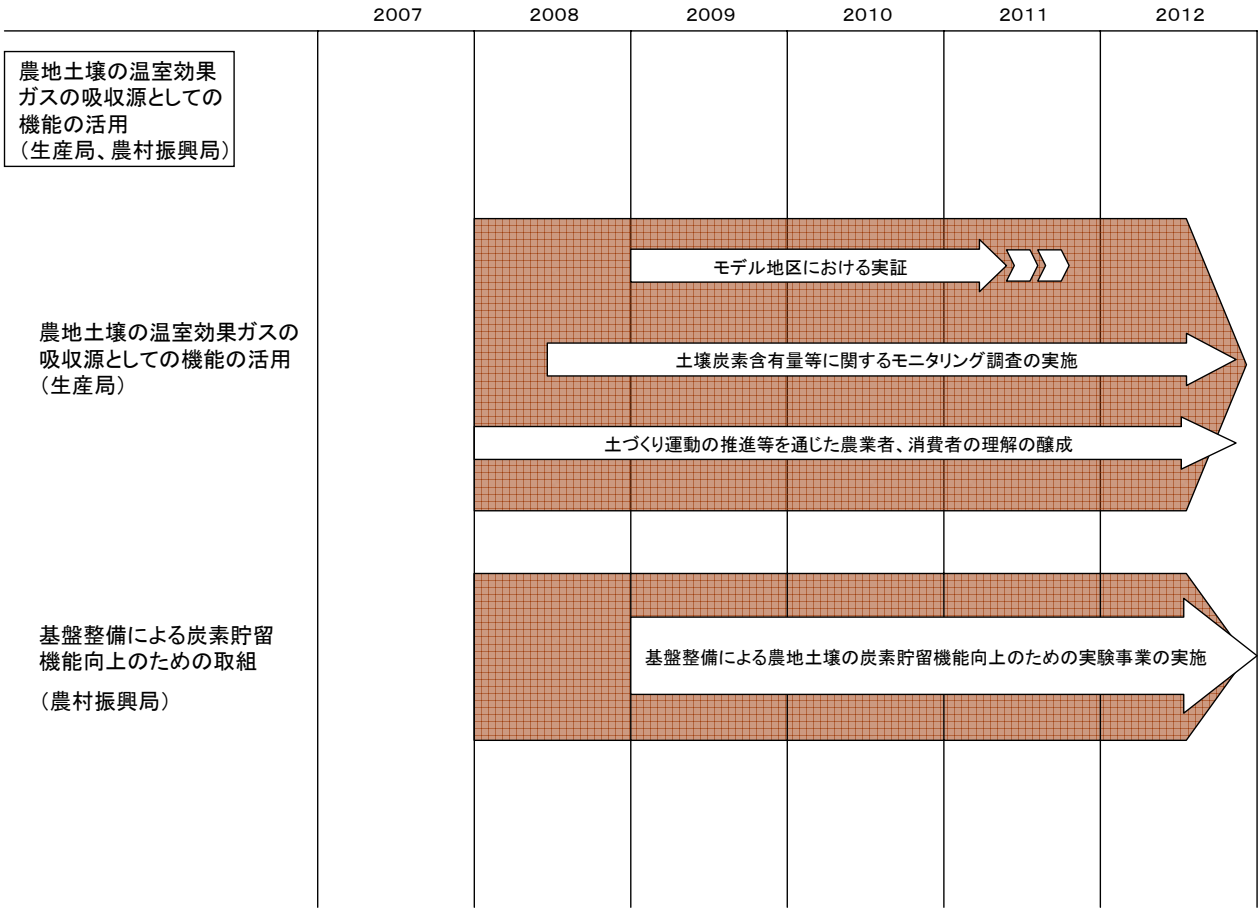 2007 2008 2009 2010 2011 2012
農地土壌の温室効果
ガスの吸収源としての
機能の活用
（生産局、農村振興局）
モデル地区における実証
農地土壌の温室効果ガスの
吸収源としての機能の活用
（生産局）
土壌炭素含有量等に関するモニタリング調査の実施
土づくり運動の推進等を通じた農業者、消費者の理解の醸成
基盤整備による炭素貯留
機能向上のための取組
（農村振興局）
基盤整備による農地土壌の炭素貯留機能向上のための実験事業の実施